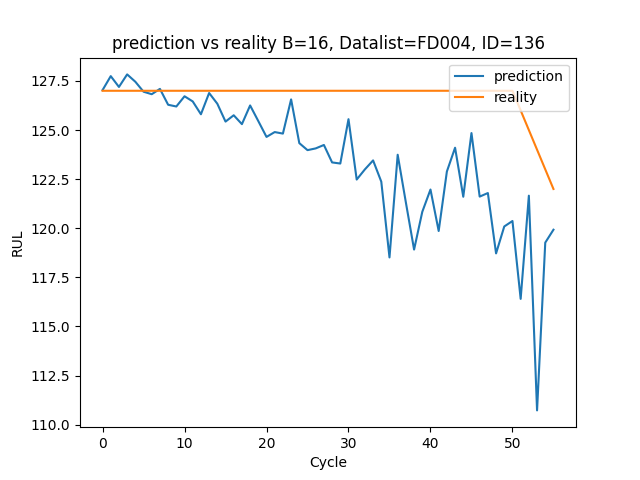 prediction vs reality B=16, Datalist=FD004, ID=136
prediction
reality
127.5
125.0
122.5
120.0
117.5
115.0
112.5
110.0
RUL
0 10 20 30 40 50
Cycle